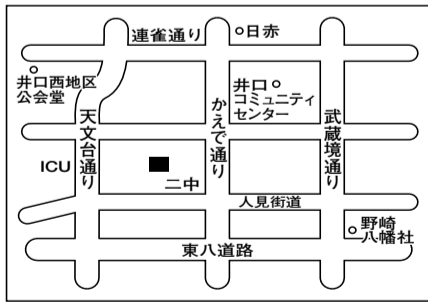 連雀通り
日赤
井口西地区
公会堂
井口
コミュニティ
センター
天文台通り
かえで通り
武蔵境通り
ICU
二中
人見街道
野崎
八幡社
東八道路